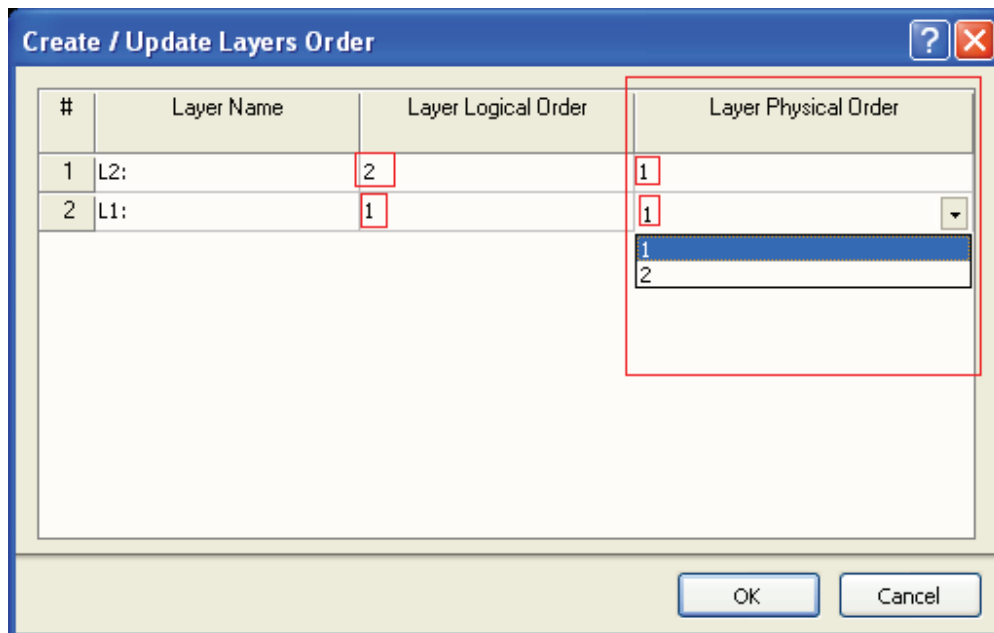 Create / Update Layers Order
# Layer Name Layer Logical Order Layer Physical Order
1 L2: 2 1
2 L1: 1 1
1
2
OK Cancel